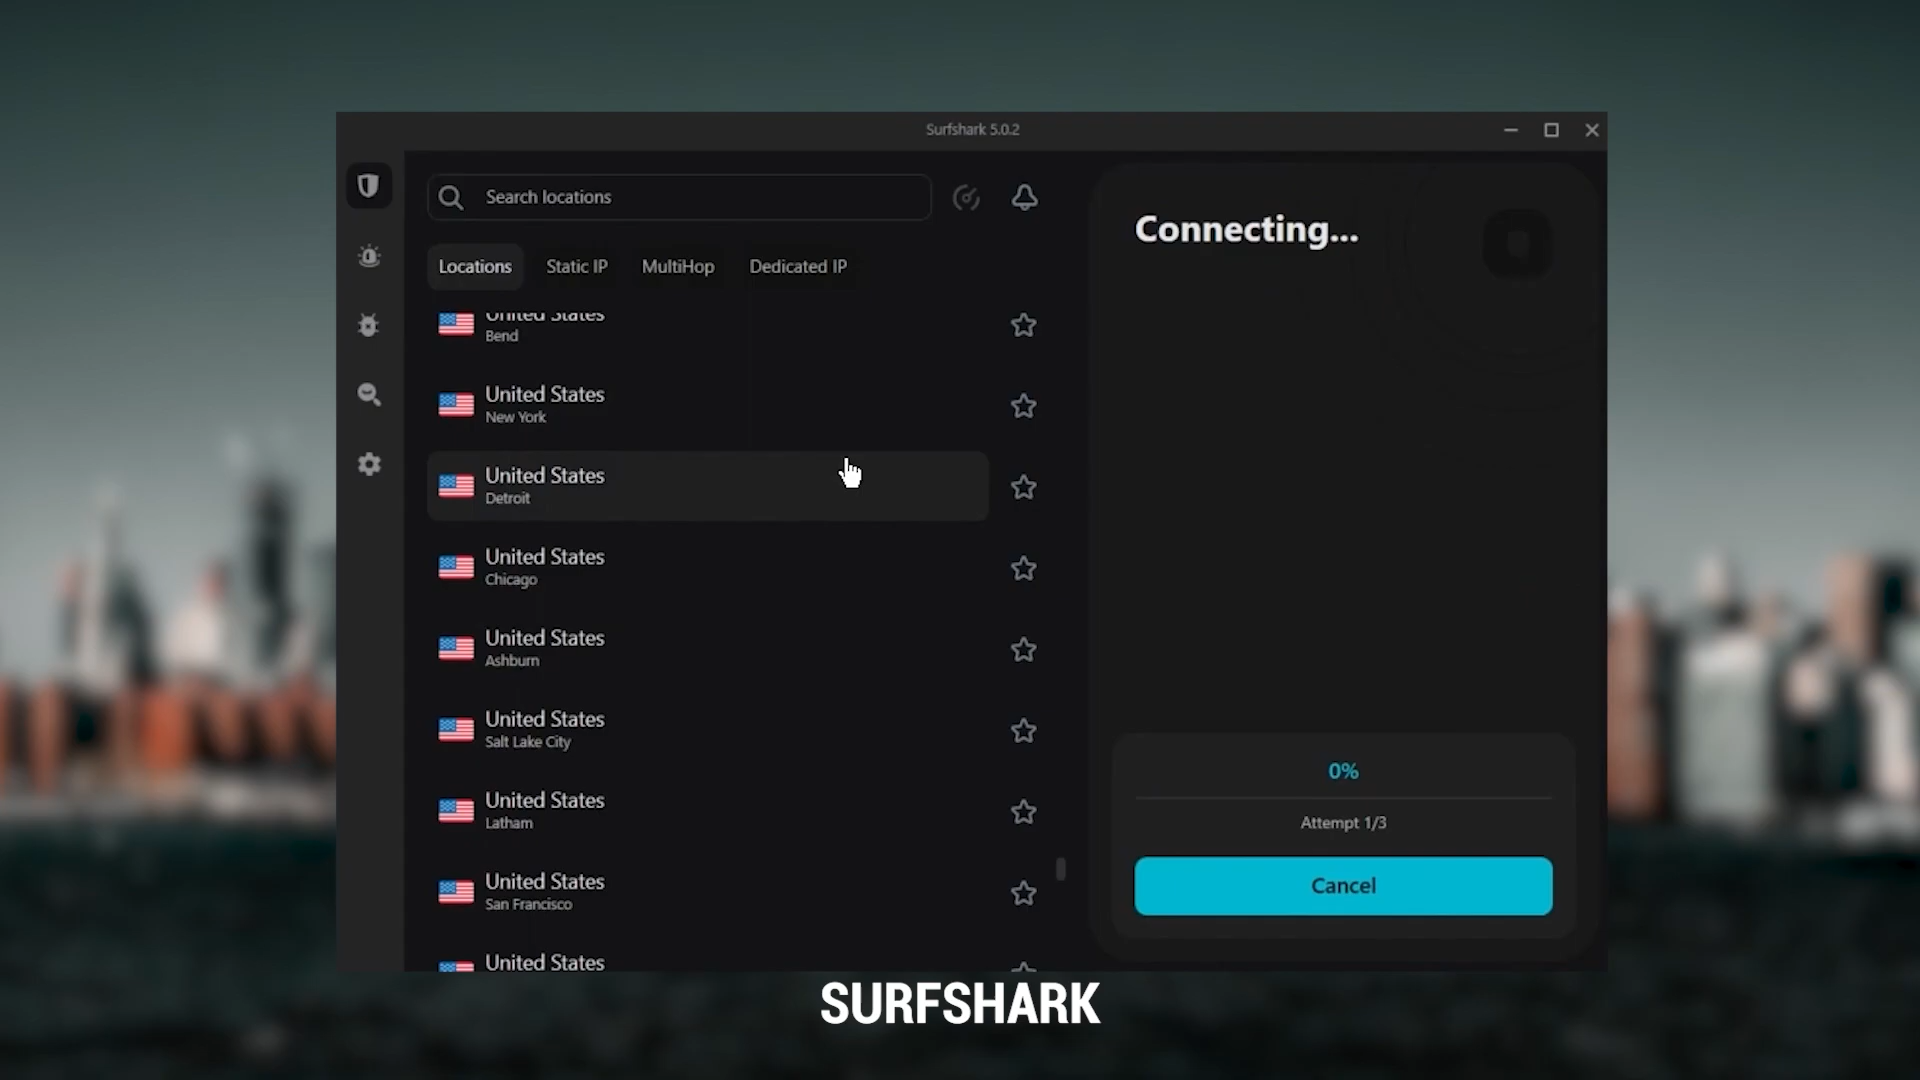 Surfshark 5.0.2
Search locations
Locations
Static IP
MultiHop
Dedicated IP
United States
Bend
United States
New York
United States
Detroit
United States
Chicago
United States
Ashburn
United States
Salt Lake City
United States
Latham
United States
San Francisco
United States
Connecting...
0%
Attempt 1/3
Cancel
SURFSHARK